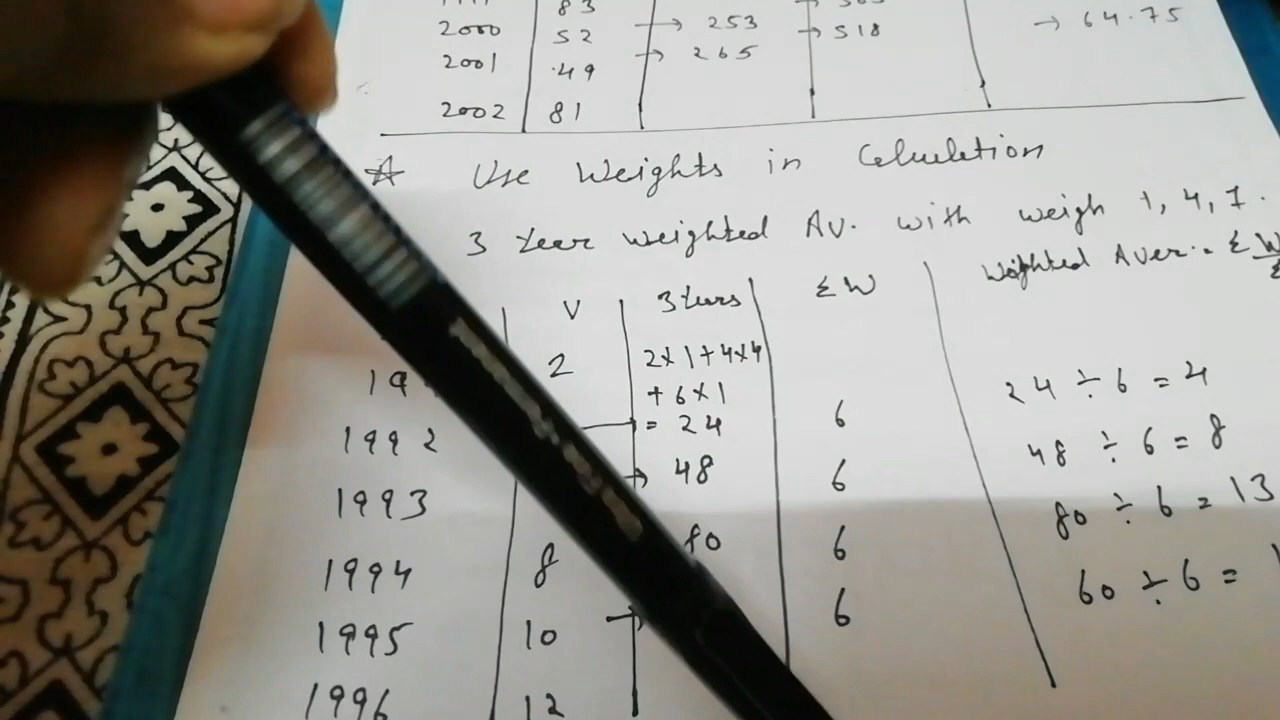 83
2000 52 → 253 → 518 → 64.75
2001 .49 → 265
2002 81
☆ Use Weights in Calculation
3 Year Weighted Av. with weigh 1, 4, 1.
V 3 Years ΣW Weighted Aver. = Σ W
2 2×1+4×4
+6×1 24 ÷ 6 = 4
1992 = 24 6
48 ÷ 6 = 8
1993 → 48 6
80 ÷ 6 = 13
1994 8 80 6
60 ÷ 6 =
1995 10 6
1996 12